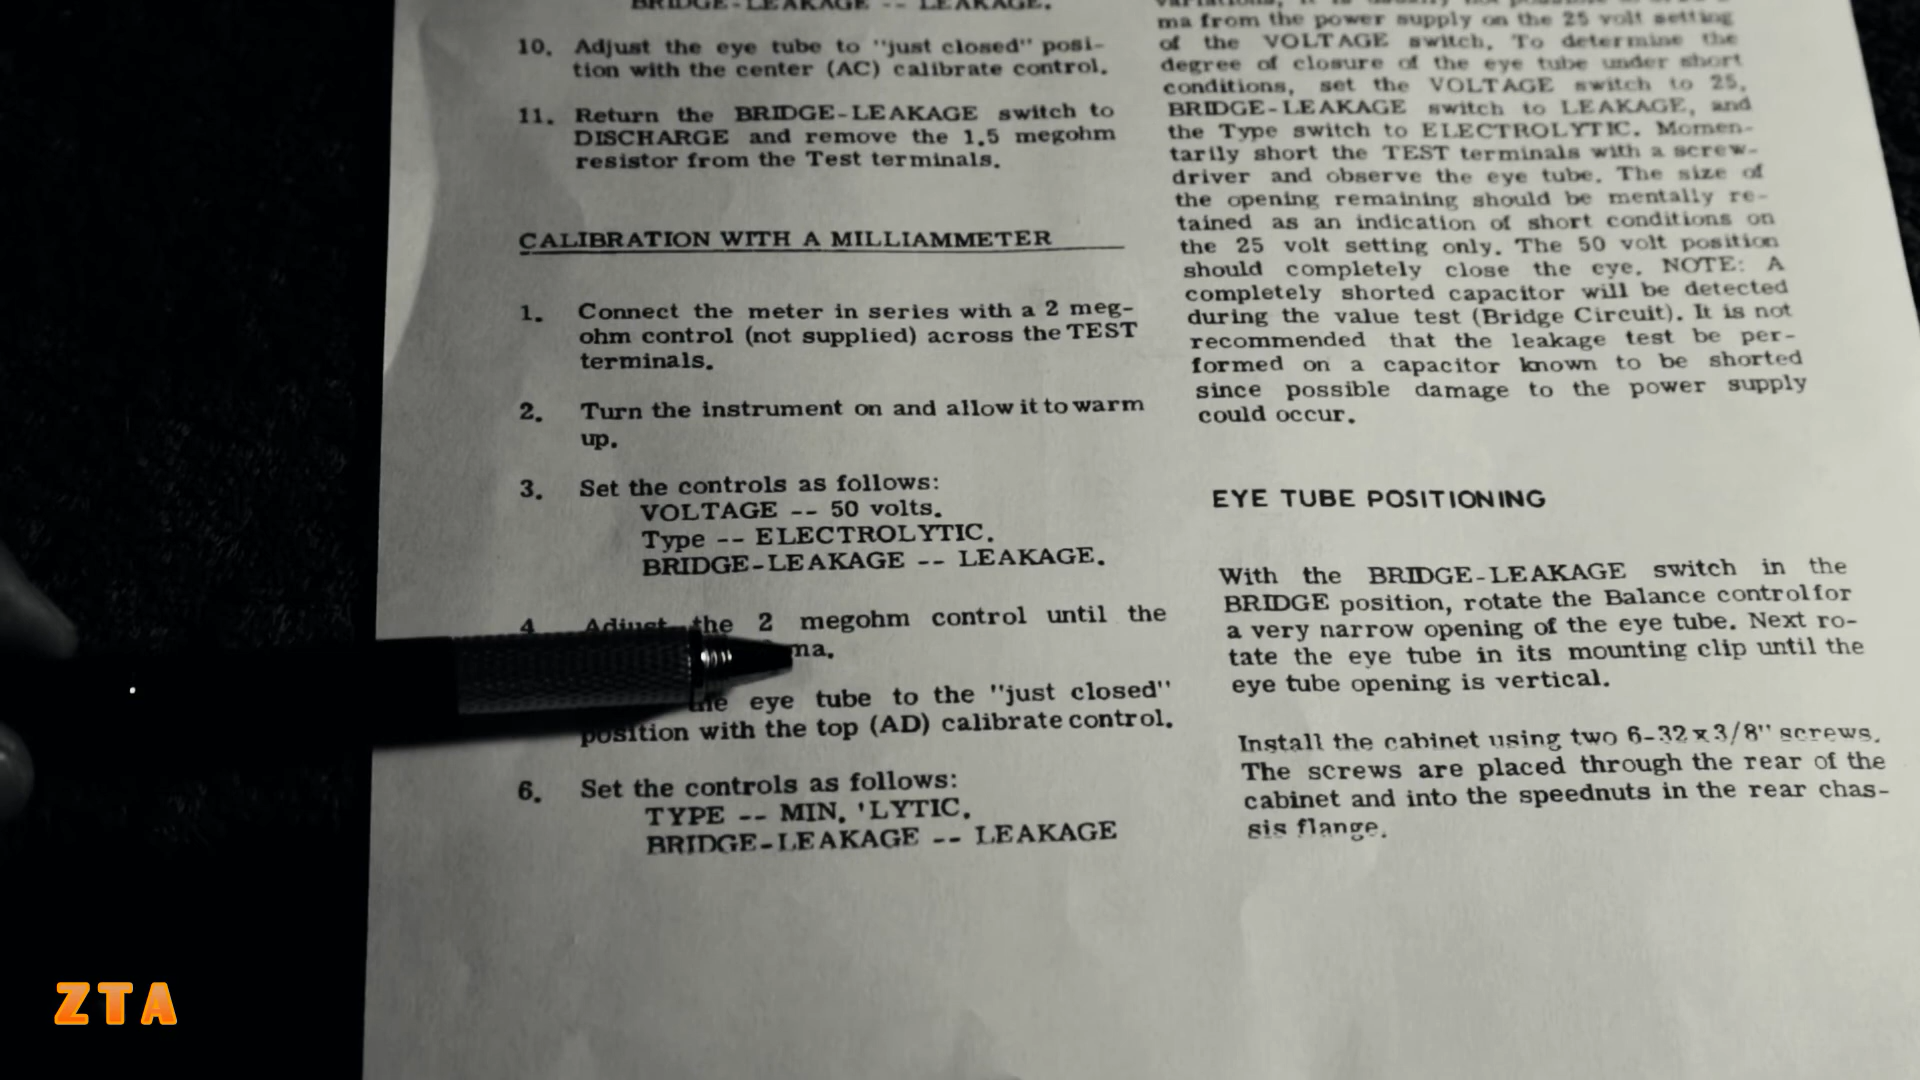 BRIDGE-LEAKAGE -- LEAKAGE.
10. Adjust the eye tube to "just closed" posi-
tion with the center (AC) calibrate control.
11. Return the BRIDGE-LEAKAGE switch to
DISCHARGE and remove the 1.5 megohm
resistor from the Test terminals.
CALIBRATION WITH A MILLIAMMETER
1. Connect the meter in series with a 2 meg-
ohm control (not supplied) across the TEST
terminals.
2. Turn the instrument on and allow it to warm
up.
3. Set the controls as follows:
VOLTAGE -- 50 volts.
Type -- ELECTROLYTIC.
BRIDGE-LEAKAGE -- LEAKAGE.
4 Adjust the 2 megohm control until the
ma.
the eye tube to the "just closed"
position with the top (AD) calibrate control.
6. Set the controls as follows:
TYPE -- MIN. 'LYTIC.
BRIDGE-LEAKAGE -- LEAKAGE
ma from the power supply on the 25 volt setting
of the VOLTAGE switch. To determine the
degree of closure of the eye tube under short
conditions, set the VOLTAGE switch to 25,
BRIDGE-LEAKAGE switch to LEAKAGE, and
the Type switch to ELECTROLYTIC. Momen-
tarily short the TEST terminals with a screw-
driver and observe the eye tube. The size of
the opening remaining should be mentally re-
tained as an indication of short conditions on
the 25 volt setting only. The 50 volt position
should completely close the eye. NOTE: A
completely shorted capacitor will be detected
during the value test (Bridge Circuit). It is not
recommended that the leakage test be per-
formed on a capacitor known to be shorted
since possible damage to the power supply
could occur.
EYE TUBE POSITIONING
With the BRIDGE-LEAKAGE switch in the
BRIDGE position, rotate the Balance control for
a very narrow opening of the eye tube. Next ro-
tate the eye tube in its mounting clip until the
eye tube opening is vertical.
Install the cabinet using two 6-32 x 3/8" screws.
The screws are placed through the rear of the
cabinet and into the speednuts in the rear chas-
sis flange.
ZTA